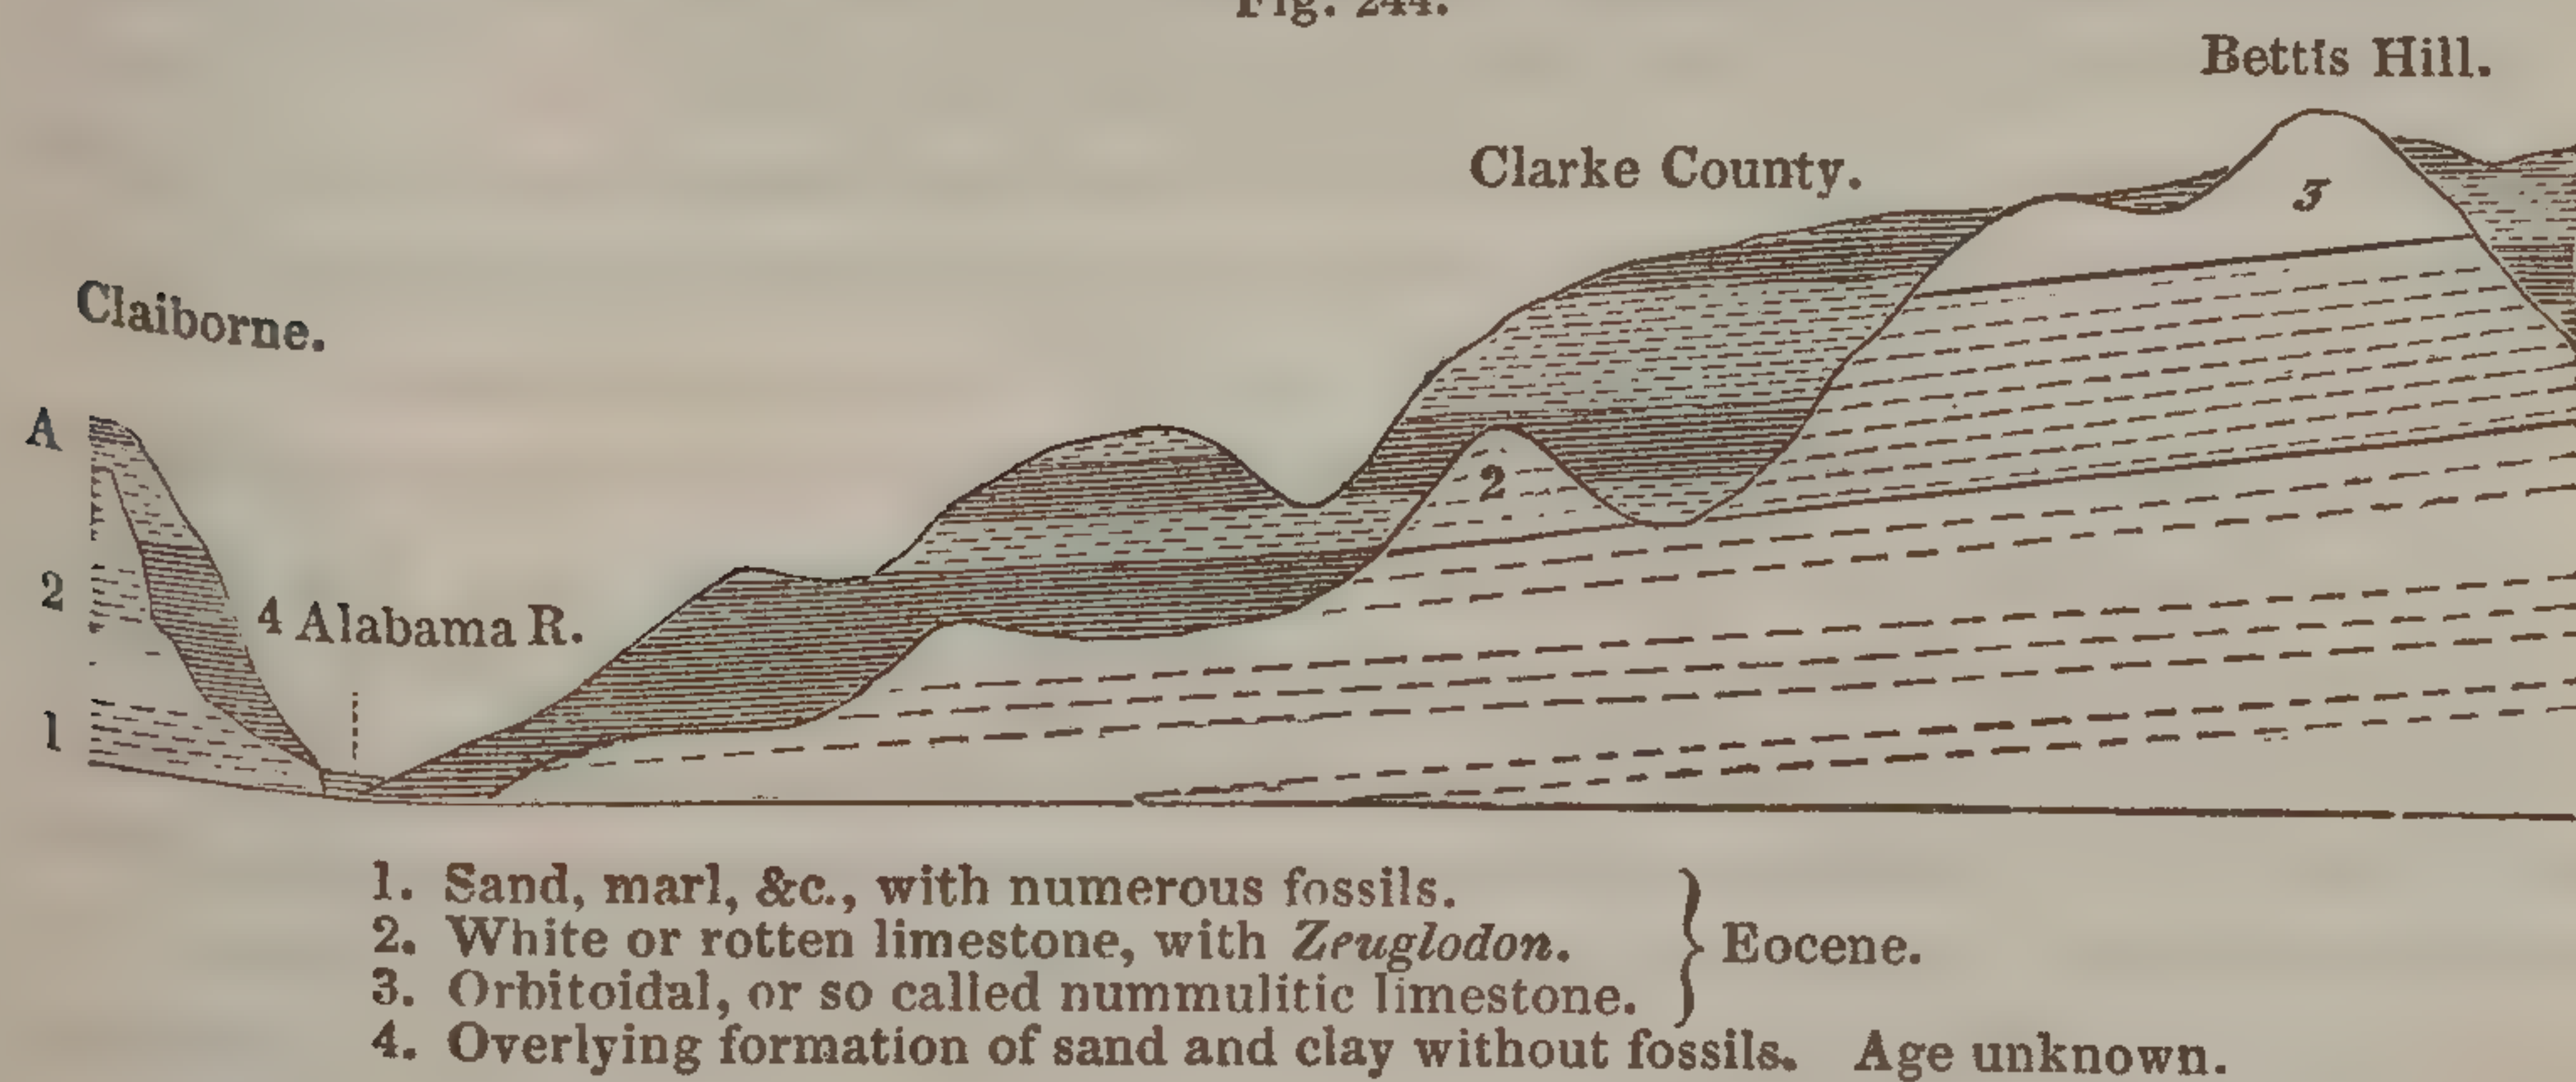 Fig. 244.
Bettis Hill.
Clarke County.
3
Claiborne.
A
2
2
4 Alabama R.
1
1. Sand, marl, &c., with numerous fossils.
2. White or rotten limestone, with Zeuglodon.
3. Orbitoidal, or so called nummulitic limestone.
} Eocene.
4. Overlying formation of sand and clay without fossils. Age unknown.